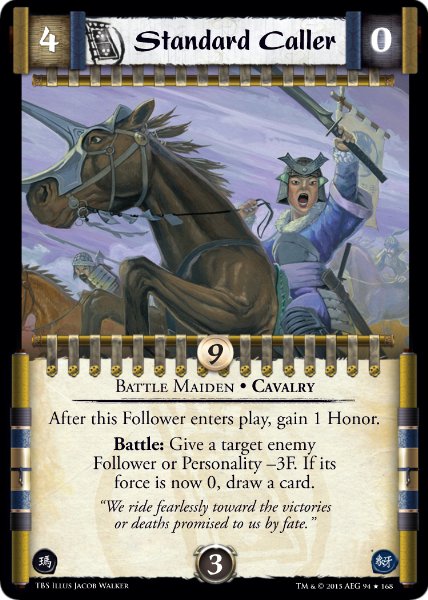 4 Standard Caller 0
9
BATTLE MAIDEN • CAVALRY
After this Follower enters play, gain 1 Honor.
Battle: Give a target enemy
Follower or Personality –3F. If its
force is now 0, draw a card.
“We ride fearlessly toward the victories
or deaths promised to us by fate.”
3
TBS ILLUS JACOB WALKER
TM & © 2015 AEG 94 ★ 168